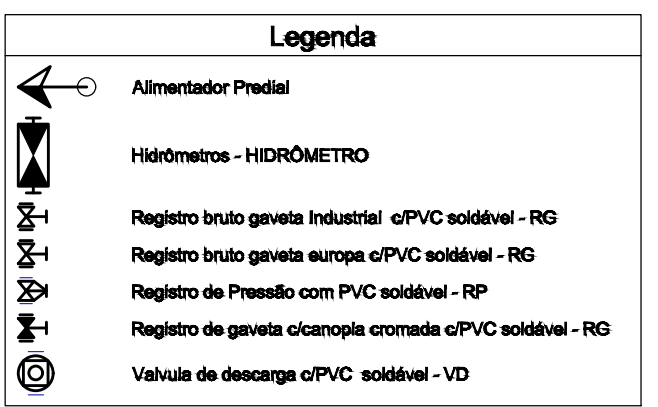 Legenda
Alimentador Predial
Hidrômetros - HIDRÔMETRO
Registro bruto gaveta Industrial c/PVC soldável - RG
Registro bruto gaveta europa c/PVC soldável - RG
Registro de Pressão com PVC soldável - RP
Registro de gaveta c/canopla cromada c/PVC soldável - RG
Valvula de descarga c/PVC soldável - VD